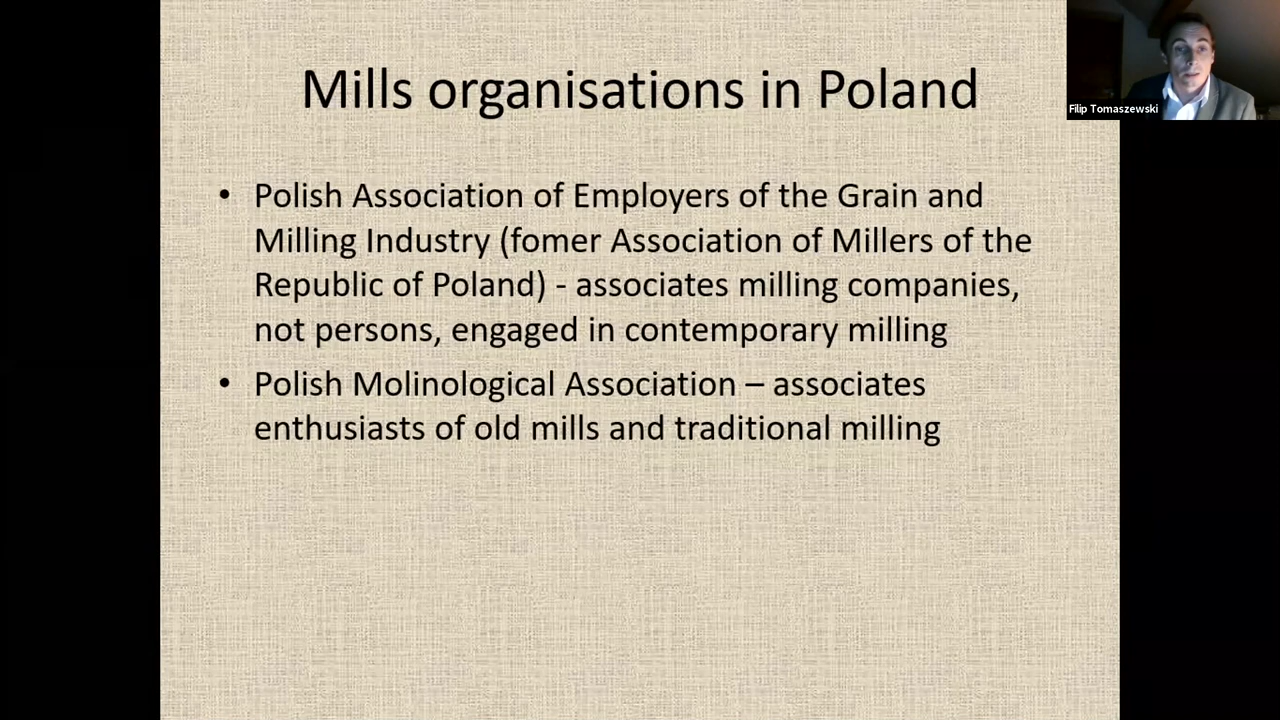 Mills organisations in Poland
Filip Tomaszewski
• Polish Association of Employers of the Grain and
Milling Industry (fomer Association of Millers of the
Republic of Poland) - associates milling companies,
not persons, engaged in contemporary milling
• Polish Molinological Association – associates
enthusiasts of old mills and traditional milling